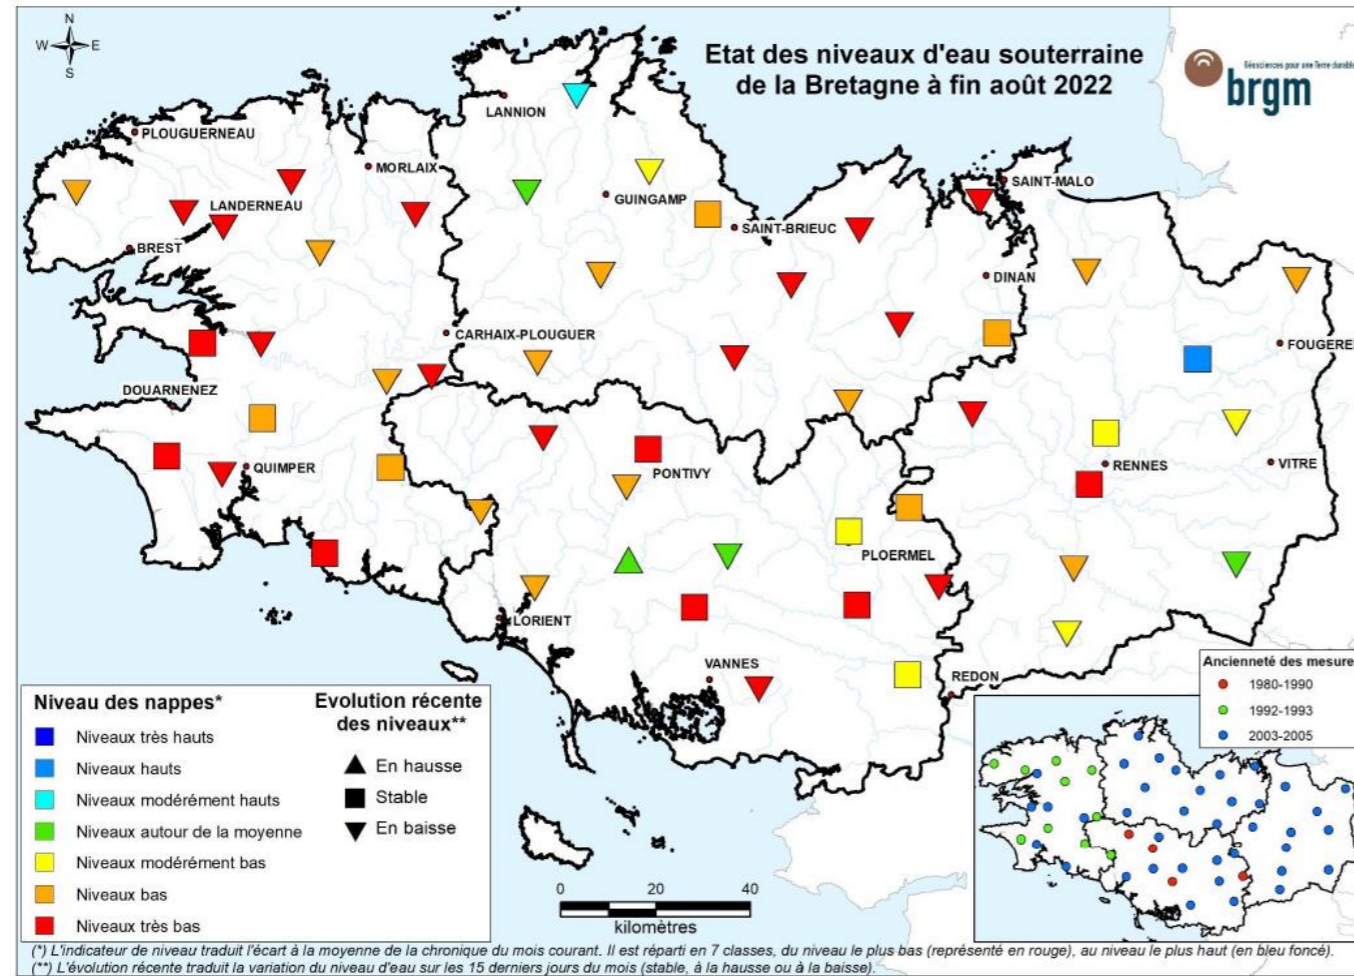 N
W E
S
Etat des niveaux d'eau souterraine
de la Bretagne à fin août 2022
Géosciences pour une Terre durable
brgm
LANNION
PLOUGUERNEAU
MORLAIX
SAINT-MALO
GUINGAMP
LANDERNEAU
SAINT-BRIEUC
BREST
DINAN
CARHAIX-PLOUGUER
FOUGERE
DOUARNENEZ
QUIMPER
PONTIVY
RENNES
VITRE
PLOERMEL
LORIENT
VANNES
REDON
Niveau des nappes*
Niveaux très hauts
Niveaux hauts
Niveaux modérément hauts
Niveaux autour de la moyenne
Niveaux modérément bas
Niveaux bas
Niveaux très bas
Evolution récente
des niveaux**
En hausse
Stable
En baisse
0 20 40
kilomètres
Ancienneté des mesure
1980-1990
1992-1993
2003-2005
(*) L'indicateur de niveau traduit l'écart à la moyenne de la chronique du mois courant. Il est réparti en 7 classes, du niveau le plus bas (représenté en rouge), au niveau le plus haut (en bleu foncé).
(**) L'évolution récente traduit la variation du niveau d'eau sur les 15 derniers jours du mois (stable, à la hausse ou à la baisse).